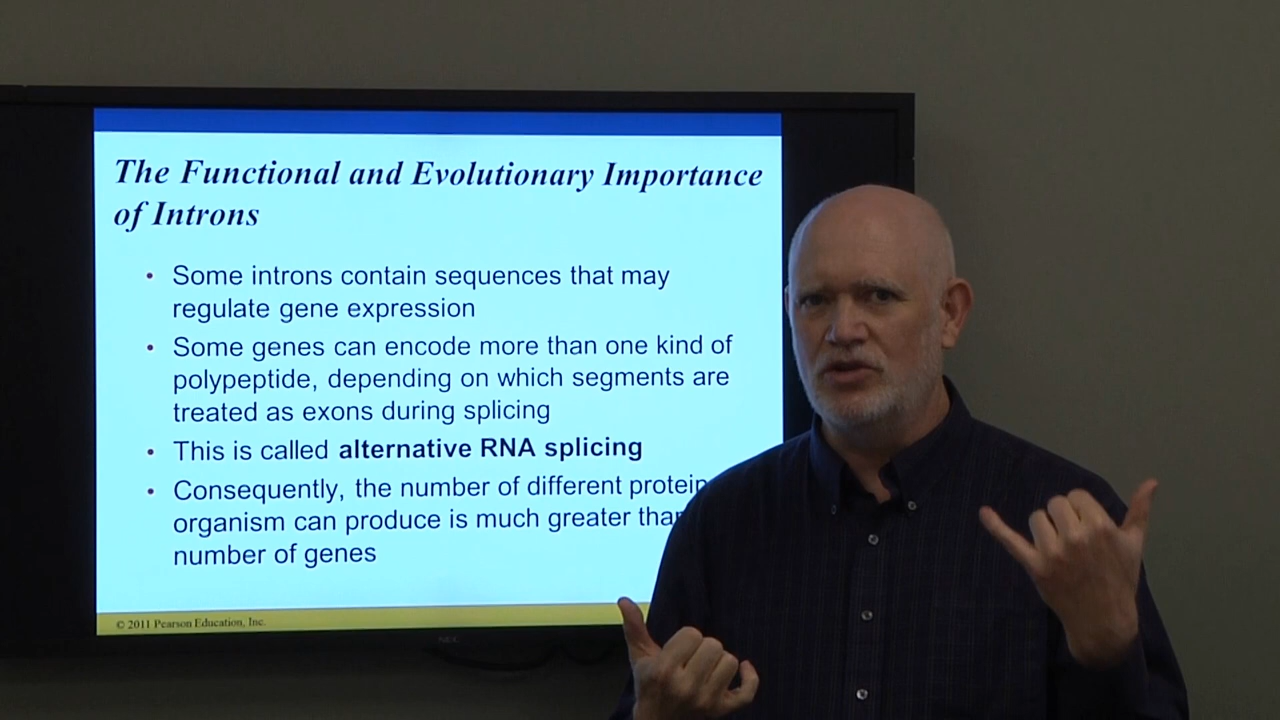 The Functional and Evolutionary Importance
of Introns
• Some introns contain sequences that may
regulate gene expression
• Some genes can encode more than one kind of
polypeptide, depending on which segments are
treated as exons during splicing
• This is called alternative RNA splicing
• Consequently, the number of different protein
organism can produce is much greater tha
number of genes
© 2011 Pearson Education, Inc.
NEC